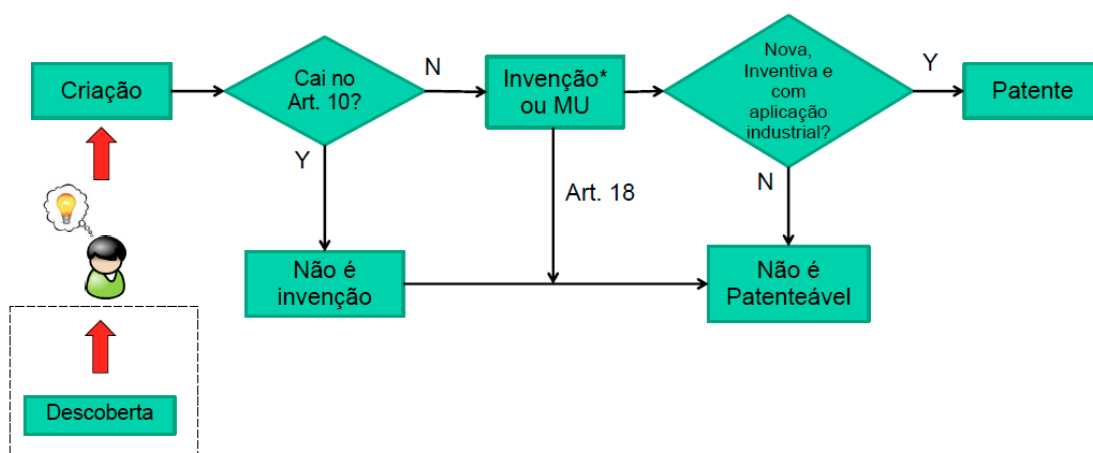 Criação
Cai no
Art. 10?
N
Invenção*
ou MU
Nova,
Inventiva e
com
aplicação
industrial?
Y
Patente
Y
Art. 18
N
Não é
invenção
Não é
Patenteável
Descoberta